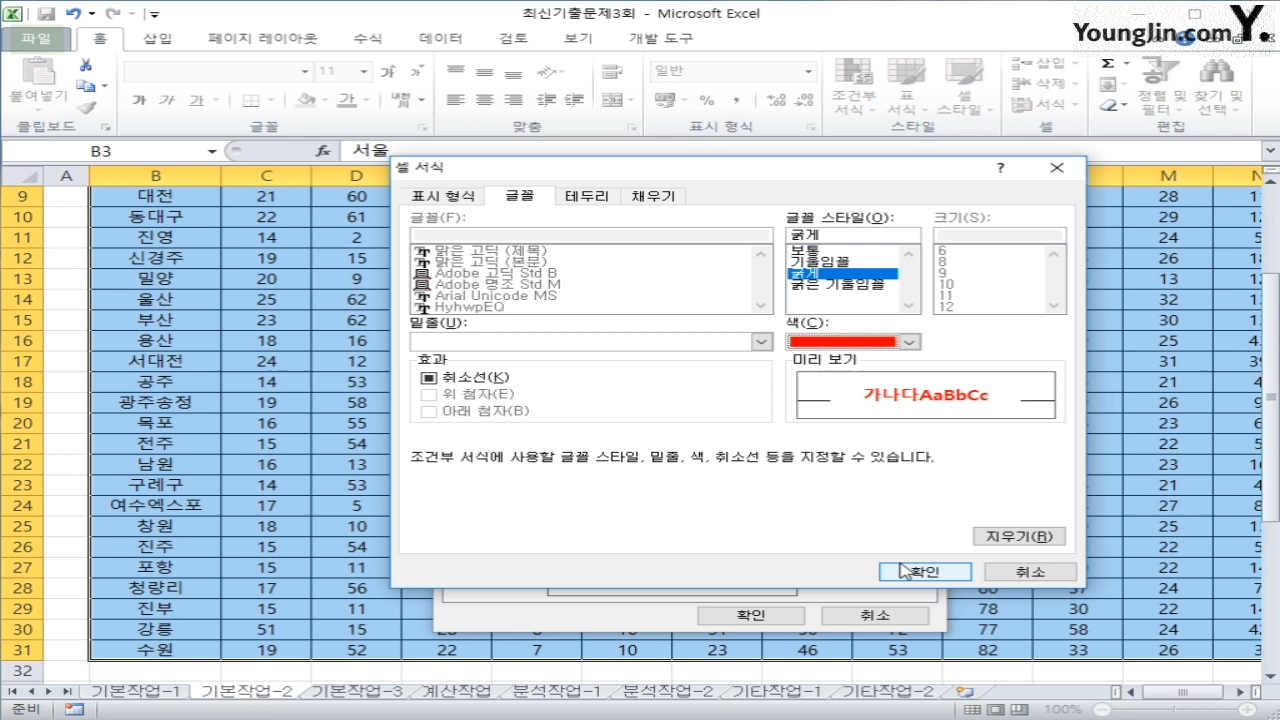 최신기출문제3회 - Microsoft Excel
YoungJin.com Y.
파일 홈 삽입 페이지 레이아웃 수식 데이터 검토 보기 개발 도구
붙여넣기 11 가 가 일반 조건부 서식 표 서식 셀 스타일 삽입 삭제 서식 정렬 및 필터 찾기 및 선택
클립보드 글꼴 맞춤 표시 형식 스타일 셀 편집
B3 fx 서울
A B C D M N
9 대전 21 60 28
10 동대구 22 61 29
11 진영 14 2 24
12 신경주 19 15 26
13 밀양 20 9 13
14 울산 25 62 32
15 부산 23 62 30
16 용산 18 16 25
17 서대전 24 12 31
18 공주 14 53 21
19 광주송정 19 58 26
20 목포 16 55 23
21 전주 15 54 22
22 남원 16 13 23
23 구례구 14 53 21
24 여수엑스포 17 5 27
25 창원 18 10 25
26 진주 15 54 22
27 포항 15 11 22
28 청량리 17 56 24
29 진부 15 11 78 30 22
30 강릉 51 15 77 58 24
31 수원 19 52 22 7 10 23 46 53 82 33 26
32
셀 서식 ?
표시 형식 글꼴 테두리 채우기
글꼴(F): 글꼴 스타일(O): 크기(S):
굵게
맑은 고딕 (제목) 보통 6
맑은 고딕 (본문) 기울임꼴 8
Adobe 고딕 Std B 굵게 9
Adobe 명조 Std M 굵은 기울임꼴 10
Arial Unicode MS 11
HyhwpEQ 12
밑줄(U): 색(C):
효과 미리 보기
취소선(K)
위 첨자(E) 가나다AaBbCc
아래 첨자(B)
조건부 서식에 사용할 글꼴 스타일, 밑줄, 색, 취소선 등을 지정할 수 있습니다.
지우기(R)
확인 취소
확인 취소
기본작업-1 기본작업-2 기본작업-3 계산작업 분석작업-1 분석작업-2 기타작업-1 기타작업-2
준비 100%